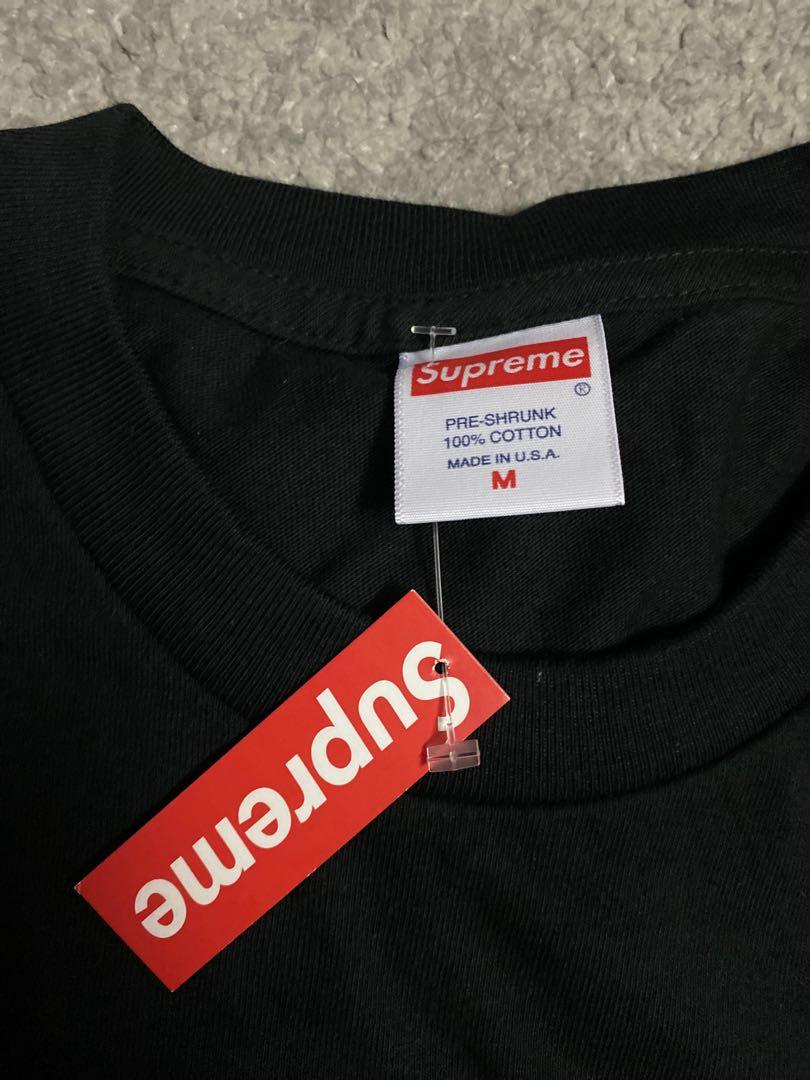 Supreme
®
PRE-SHRUNK
100% COTTON
MADE IN U.S.A.
M
Supreme